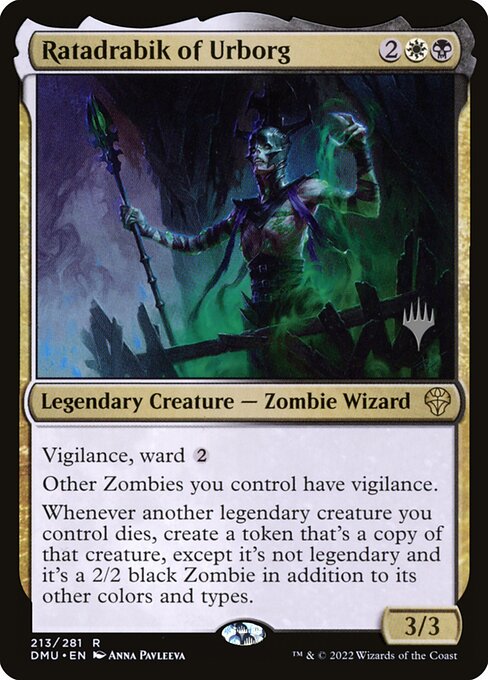 Ratadrabik of Urborg 2
Legendary Creature — Zombie Wizard
Vigilance, ward 2
Other Zombies you control have vigilance.
Whenever another legendary creature you
control dies, create a token that's a copy of
that creature, except it's not legendary and
it's a 2/2 black Zombie in addition to its
other colors and types.
3/3
213/281 R
DMU • EN Anna Pavleeva
™ & © 2022 Wizards of the Coast